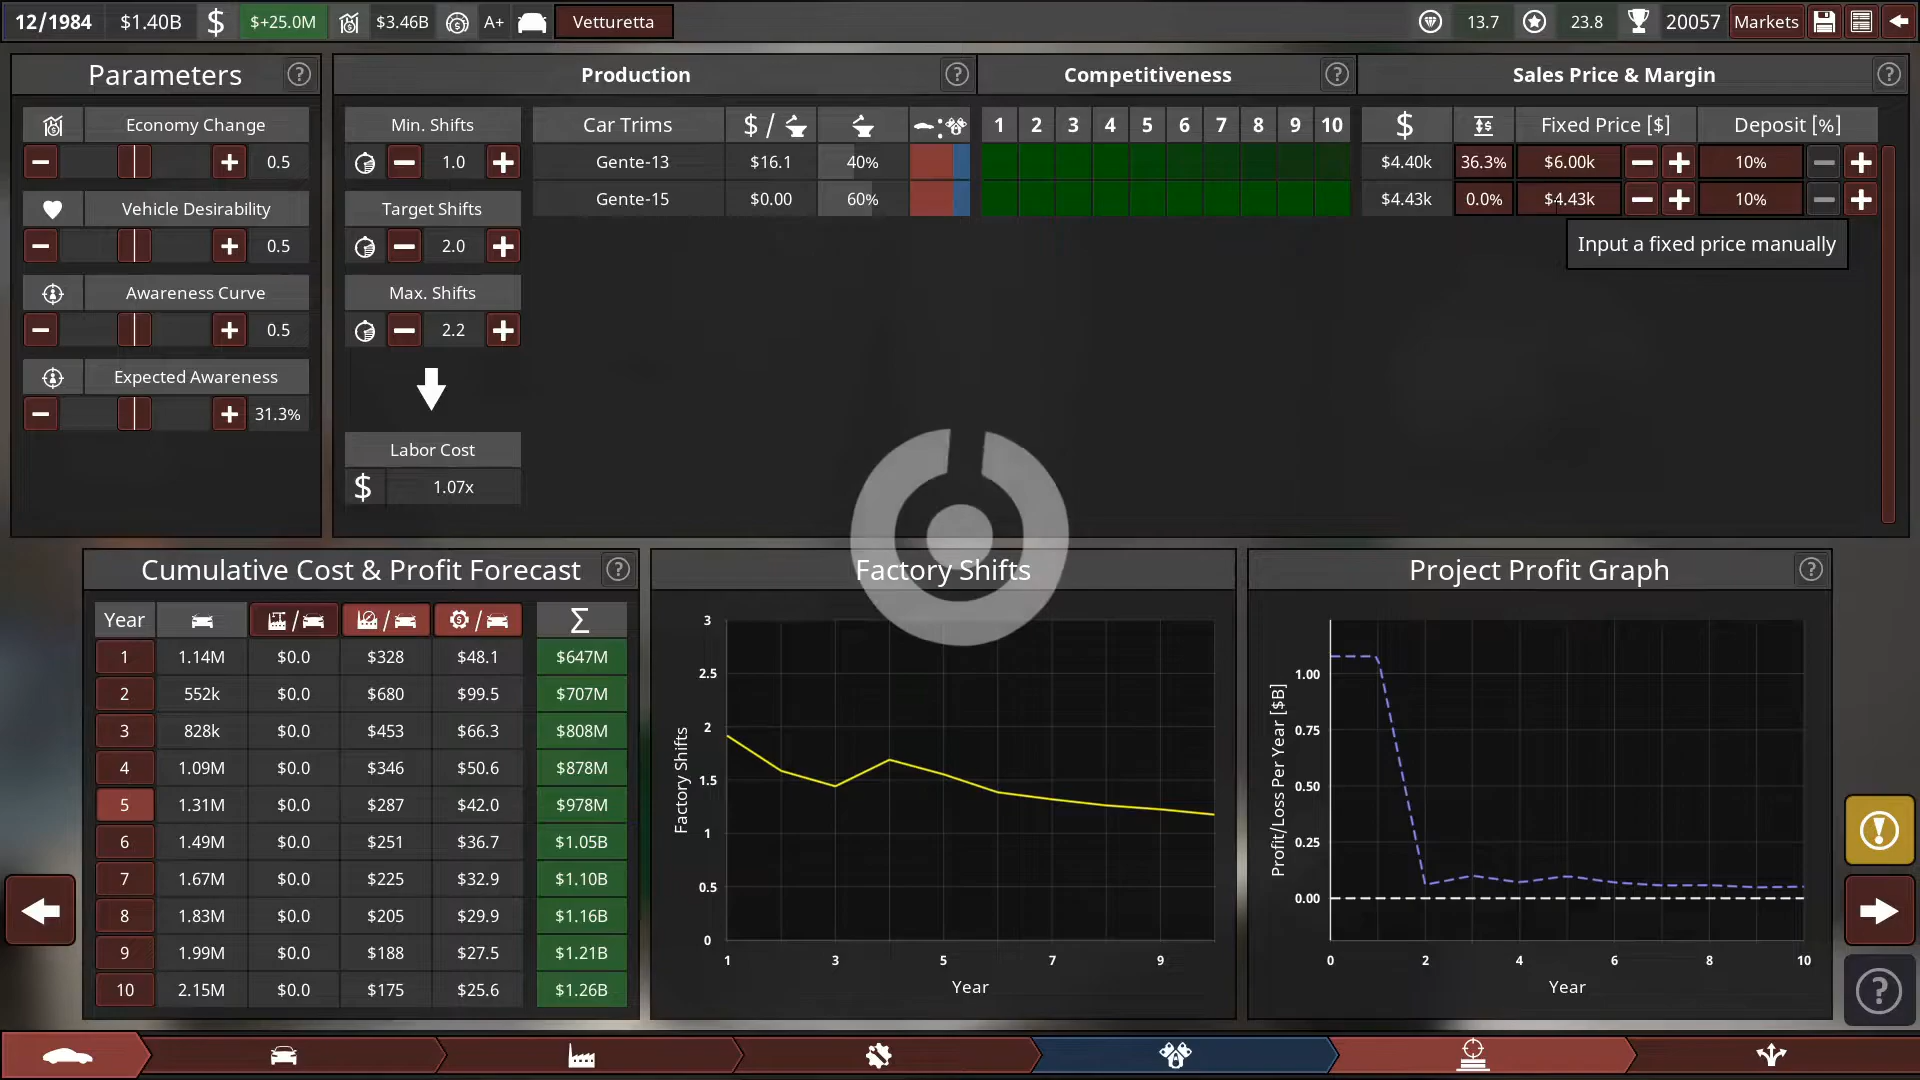 12/1984 $1.40B $+25.0M $3.46B A+ Vetturetta 13.7 23.8 20057 Markets
Parameters
Economy Change
0.5
Vehicle Desirability
0.5
Awareness Curve
0.5
Expected Awareness
31.3%
Production
Min. Shifts
1.0
Target Shifts
2.0
Max. Shifts
2.2
Labor Cost
$ 1.07x
Car Trims $ /
Gente-13 $16.1 40%
Gente-15 $0.00 60%
Competitiveness
1 2 3 4 5 6 7 8 9 10
Sales Price & Margin
$ Fixed Price [$] Deposit [%]
$4.40k 36.3% $6.00k 10%
$4.43k 0.0% $4.43k 10%
Input a fixed price manually
Cumulative Cost & Profit Forecast
Year / / / Σ
1 1.14M $0.0 $328 $48.1 $647M
2 552k $0.0 $680 $99.5 $707M
3 828k $0.0 $453 $66.3 $808M
4 1.09M $0.0 $346 $50.6 $878M
5 1.31M $0.0 $287 $42.0 $978M
6 1.49M $0.0 $251 $36.7 $1.05B
7 1.67M $0.0 $225 $32.9 $1.10B
8 1.83M $0.0 $205 $29.9 $1.16B
9 1.99M $0.0 $188 $27.5 $1.21B
10 2.15M $0.0 $175 $25.6 $1.26B
Factory Shifts
3
2.5
2
1.5
1
0.5
0
Factory Shifts
1 3 5 7 9
Year
Project Profit Graph
1.00
0.75
0.50
0.25
0.00
Profit/Loss Per Year [$B]
0 2 4 6 8 10
Year